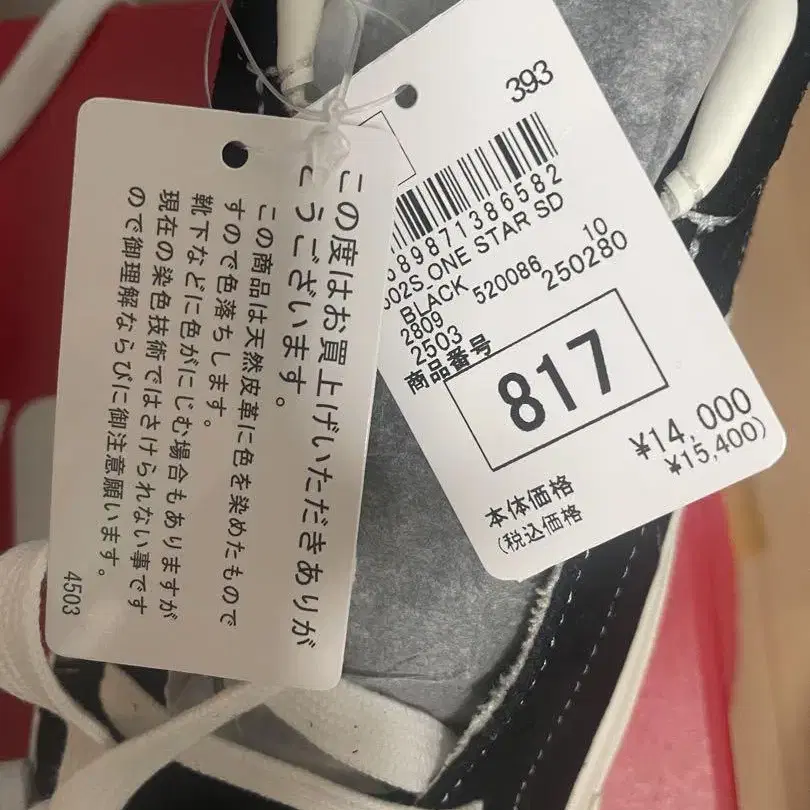 この度はお買上げいただきありが
とうございます。
この商品は天然皮革に色を染めたもので
すので色落ちします。
靴下などに色がにじむ場合もありますが
現在の染色技術ではさけられない事です
ので御理解ならびに御注意願います。
4503
393
689871386582
002S_ONE STAR SD
BLACK 10
2809 520086 250280
2503
商品番号
817
本体価格 ¥14,000
(税込価格 ¥15,400)